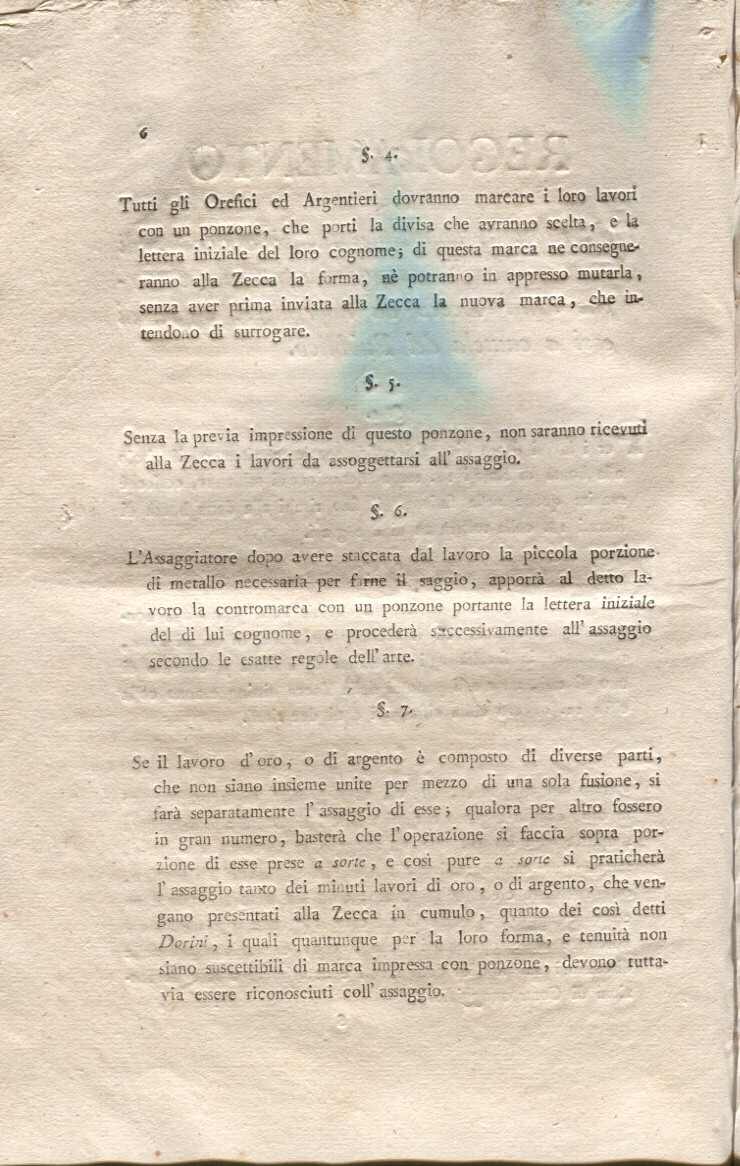 6
§. 4.
Tutti gli Orefici ed Argentieri dovranno marcare i loro lavori
con un ponzone, che porti la divisa che avranno scelta, e la
lettera iniziale del loro cognome; di questa marca ne consegne-
ranno alla Zecca la forma, nè potranno in appresso mutarla,
senza aver prima inviata alla Zecca la nuova marca, che in-
tendono di surrogare.
§. 5.
Senza la previa impressione di questo ponzone, non saranno ricevuti
alla Zecca i lavori da assoggettarsi all' assaggio.
§. 6.
L'Assaggiatore dopo avere staccata dal lavoro la piccola porzione
di metallo necessaria per farne il saggio, apporrà al detto la-
voro la contromarca con un ponzone portante la lettera iniziale
del di lui cognome, e procederà successivamente all' assaggio
secondo le esatte regole dell' arte.
§. 7.
Se il lavoro d'oro, o di argento è composto di diverse parti,
che non siano insieme unite per mezzo di una sola fusione, si
farà separatamente l' assaggio di esse; qualora per altro fossero
in gran numero, basterà che l'operazione si faccia sopra por-
zione di esse prese a sorte, e così pure a sorte si praticherà
l' assaggio tanto dei minuti lavori di oro, o di argento, che ven-
gano presentati alla Zecca in cumulo, quanto dei così detti
Dorini, i quali quantunque per la loro forma, e tenuità non
siano suscettibili di marca impressa con ponzone, devono tutta-
via essere riconosciuti coll' assaggio.